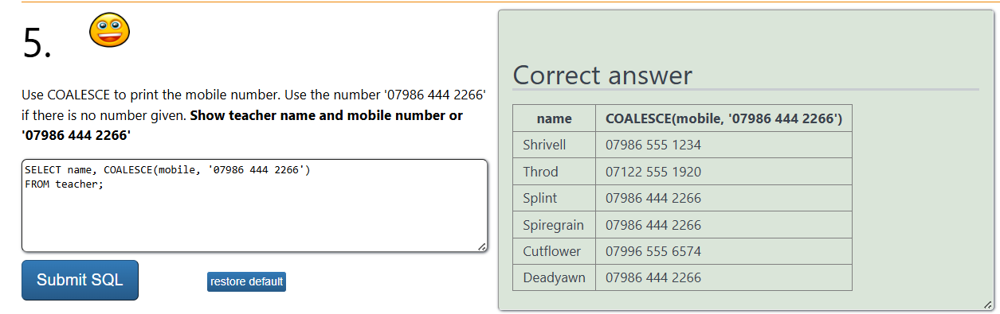 5.
Use COALESCE to print the mobile number. Use the number '07986 444 2266'
if there is no number given. Show teacher name and mobile number or
'07986 444 2266'
SELECT name, COALESCE(mobile, '07986 444 2266')
FROM teacher;
Submit SQL
restore default
Correct answer
name COALESCE(mobile, '07986 444 2266')
Shrivell 07986 555 1234
Throd 07122 555 1920
Splint 07986 444 2266
Spiregrain 07986 444 2266
Cutflower 07996 555 6574
Deadyawn 07986 444 2266